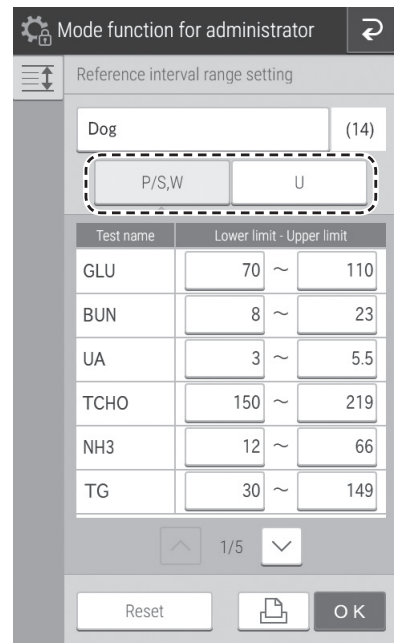 Mode function for administrator
Reference interval range setting
Dog (14)
P/S,W U
Test name Lower limit - Upper limit
GLU 70 ~ 110
BUN 8 ~ 23
UA 3 ~ 5.5
TCHO 150 ~ 219
NH3 12 ~ 66
TG 30 ~ 149
1/5
Reset OK